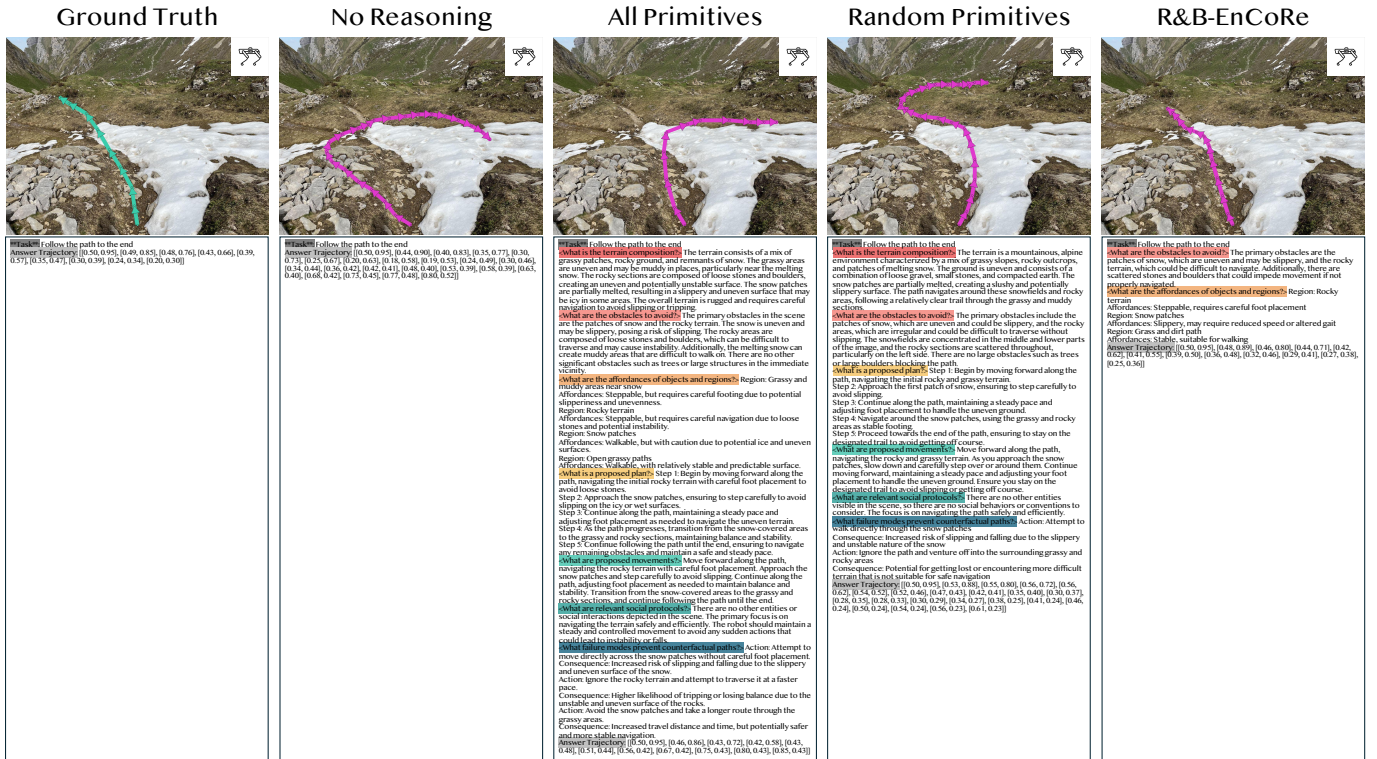 Ground Truth
No Reasoning
All Primitives
Random Primitives
R&B-EnCoRe
**Task**: Follow the path to the end
Answer Trajectory: [[0.50, 0.95], [0.49, 0.85], [0.48, 0.76], [0.43, 0.66], [0.39,
0.57], [0.35, 0.47], [0.30, 0.39], [0.24, 0.34], [0.20, 0.30]]
**Task**: Follow the path to the end
Answer Trajectory: [[0.50, 0.95], [0.44, 0.90], [0.40, 0.83], [0.35, 0.77], [0.30,
0.73], [0.25, 0.67], [0.20, 0.63], [0.18, 0.58], [0.19, 0.53], [0.24, 0.49], [0.30, 0.46],
[0.34, 0.44], [0.36, 0.42], [0.42, 0.41], [0.48, 0.40], [0.53, 0.39], [0.58, 0.39], [0.63,
0.40], [0.68, 0.42], [0.73, 0.45], [0.77, 0.48], [0.80, 0.52]]
**Task**: Follow the path to the end
<What is the terrain composition?> The terrain consists of a mix of
grassy patches, rocky ground, and remnants of snow. The grassy areas
are uneven and may be muddy in places, particularly near the melting
snow. The rocky sections are composed of loose stones and boulders,
creating an uneven and potentially unstable surface. The snow patches
are partially melted, resulting in a slippery and uneven surface that may
be icy in some areas. The overall terrain is rugged and requires careful
navigation to avoid slipping or tripping.
<What are the obstacles to avoid?> The primary obstacles in the scene
are the patches of snow and the rocky terrain. The snow is uneven and
may be slippery, posing a risk of slipping. The rocky areas are
composed of loose stones and boulders, which can be difficult to
traverse and may cause instability. Additionally, the melting snow can
create muddy areas that are difficult to walk on. There are no other
significant obstacles such as trees or large structures in the immediate
vicinity.
<What are the affordances of objects and regions?> Region: Grassy and
muddy areas near snow
Affordances: Steppable, but requires careful footing due to potential
slipperiness and unevenness.
Region: Rocky terrain
Affordances: Steppable, but requires careful navigation due to loose
stones and potential instability.
Region: Snow patches
Affordances: Walkable, but with caution due to potential ice and uneven
surfaces.
Region: Open grassy paths
Affordances: Walkable, with relatively stable and predictable surface.
<What is a proposed plan?> Step 1: Begin by moving forward along the
path, navigating the initial rocky terrain with careful foot placement to
avoid loose stones.
Step 2: Approach the snow patches, ensuring to step carefully to avoid
slipping on the icy or wet surfaces.
Step 3: Continue along the path, maintaining a steady pace and
adjusting foot placement as needed to navigate the uneven terrain.
Step 4: As the path progresses, transition from the snow-covered areas
to the grassy and rocky sections, maintaining balance and stability.
Step 5: Continue following the path until the end, ensuring to navigate
any remaining obstacles and maintain a safe and steady pace.
<What are proposed movements?> Move forward along the path,
navigating the rocky terrain with careful foot placement. Approach the
snow patches and step carefully to avoid slipping. Continue along the
path, adjusting foot placement as needed to maintain balance and
stability. Transition from the snow-covered areas to the grassy and
rocky sections, and continue following the path until the end.
<What are relevant social protocols?> There are no other entities or
social interactions depicted in the scene. The primary focus is on
navigating the terrain safely and efficiently. The robot should maintain a
steady and controlled movement to avoid any sudden actions that
could lead to instability or falls.
<What failure modes prevent counterfactual paths?> Action: Attempt to
move directly across the snow patches without careful foot placement.
Consequence: Increased risk of slipping and falling due to the slippery
and uneven surface of the snow.
Action: Ignore the rocky terrain and attempt to traverse it at a faster
pace.
Consequence: Higher likelihood of tripping or losing balance due to the
unstable and uneven surface of the rocks.
Action: Avoid the snow patches and take a longer route through the
grassy areas.
Consequence: Increased travel distance and time, but potentially safer
and more stable navigation.
Answer Trajectory: [[0.50, 0.95], [0.46, 0.86], [0.43, 0.72], [0.42, 0.58], [0.43,
0.48], [0.51, 0.44], [0.56, 0.42], [0.67, 0.42], [0.75, 0.43], [0.80, 0.43], [0.85, 0.43]]
**Task**: Follow the path to the end
<What is the terrain composition?> The terrain is a mountainous, alpine
environment characterized by a mix of grassy slopes, rocky outcrops,
and patches of melting snow. The ground is uneven and consists of a
combination of loose gravel, small stones, and compacted earth. The
snow patches are partially melted, creating a slushy and potentially
slippery surface. The path navigates around these snowfields and rocky
areas, following a relatively clear trail through the grassy and muddy
sections.
<What are the obstacles to avoid?> The primary obstacles include the
patches of snow, which are uneven and could be slippery, and the rocky
areas, which are irregular and could be difficult to traverse without
slipping. The snowfields are concentrated in the middle and lower parts
of the image, and the rocky sections are scattered throughout,
particularly on the left side. There are no large obstacles such as trees
or large boulders blocking the path.
<What is a proposed plan?> Step 1: Begin by moving forward along the
path, navigating the initial rocky and grassy terrain.
Step 2: Approach the first patch of snow, ensuring to step carefully to
avoid slipping.
Step 3: Continue along the path, maintaining a steady pace and
adjusting foot placement to handle the uneven ground.
Step 4: Navigate around the snow patches, using the grassy and rocky
areas as stable footing.
Step 5: Proceed towards the end of the path, ensuring to stay on the
designated trail to avoid getting off course.
<What are proposed movements?> Move forward along the path,
navigating the rocky and grassy terrain. As you approach the snow
patches, slow down and carefully step over or around them. Continue
moving forward, maintaining a steady pace and adjusting your foot
placement to handle the uneven ground. Ensure you stay on the
designated trail to avoid slipping or getting off course.
<What are relevant social protocols?> There are no other entities
visible in the scene, so there are no social behaviors or conventions to
consider. The focus is on navigating the path safely and efficiently.
<What failure modes prevent counterfactual paths?> Action: Attempt to
walk directly through the snow patches
Consequence: Increased risk of slipping and falling due to the slippery
and unstable nature of the snow
Action: Ignore the path and venture off into the surrounding grassy and
rocky areas
Consequence: Potential for getting lost or encountering more difficult
terrain that is not suitable for safe navigation
Answer Trajectory: [[0.50, 0.95], [0.53, 0.88], [0.55, 0.80], [0.56, 0.72], [0.56,
0.62], [0.54, 0.52], [0.52, 0.46], [0.47, 0.43], [0.42, 0.41], [0.35, 0.40], [0.30, 0.37],
[0.28, 0.35], [0.28, 0.33], [0.30, 0.29], [0.34, 0.27], [0.38, 0.25], [0.41, 0.24], [0.46,
0.24], [0.50, 0.24], [0.54, 0.24], [0.56, 0.23], [0.61, 0.23]]
**Task**: Follow the path to the end
<What are the obstacles to avoid?> The primary obstacles are the
patches of snow, which are uneven and may be slippery, and the rocky
terrain, which could be difficult to navigate. Additionally, there are
scattered stones and boulders that could impede movement if not
properly navigated.
<What are the affordances of objects and regions?> Region: Rocky
terrain
Affordances: Steppable, requires careful foot placement
Region: Snow patches
Affordances: Slippery, may require reduced speed or altered gait
Region: Grass and dirt path
Affordances: Stable, suitable for walking
Answer Trajectory: [[0.50, 0.95], [0.48, 0.89], [0.46, 0.80], [0.44, 0.71], [0.42,
0.62], [0.41, 0.55], [0.39, 0.50], [0.36, 0.48], [0.32, 0.46], [0.29, 0.41], [0.27, 0.38],
[0.25, 0.36]]